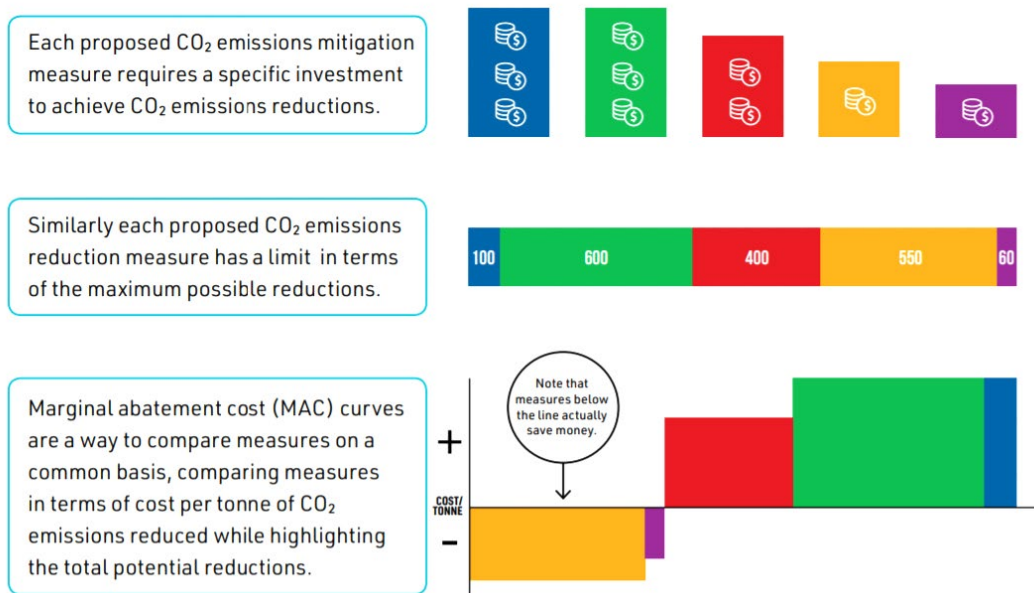 Each proposed CO₂ emissions mitigation
measure requires a specific investment
to achieve CO₂ emissions reductions.
$ $ $ $ $ $ $ $ $ $
Similarly each proposed CO₂ emissions
reduction measure has a limit in terms
of the maximum possible reductions.
100 600 400 550 60
Marginal abatement cost (MAC) curves
are a way to compare measures on a
common basis, comparing measures
in terms of cost per tonne of CO₂
emissions reduced while highlighting
the total potential reductions.
Note that
measures below
the line actually
save money.
+
COST/
TONNE
-